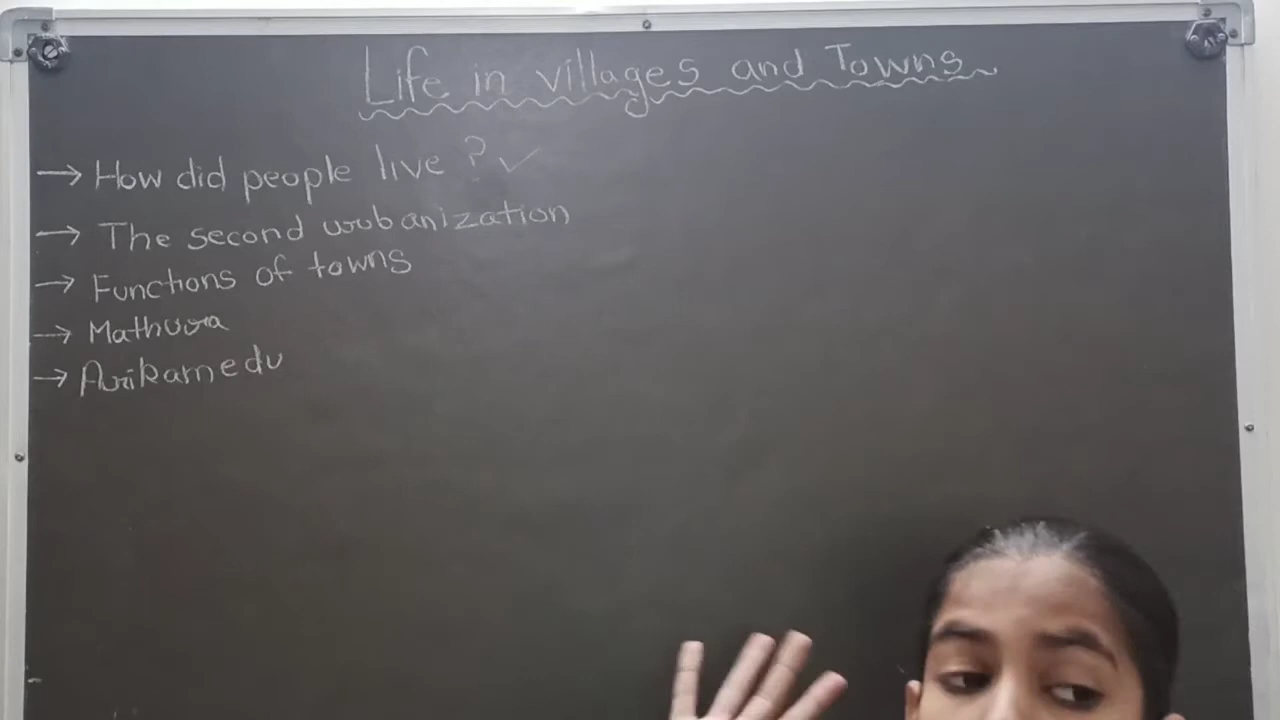 Life in villages and Towns
→ How did people live ? ✓
→ The second urbanization
→ Functions of towns
→ Mathura
→ Arikamedu